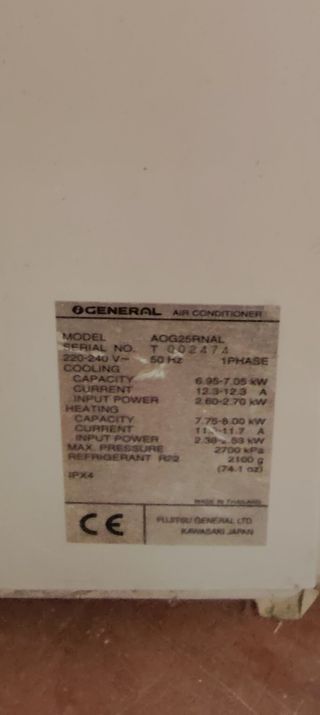 GENERAL AIR CONDITIONER
MODEL AOG25RNAL
SERIAL NO. T 002474
220-240 V~ 50 Hz 1PHASE
COOLING
CAPACITY 6.95-7.05 kW
CURRENT 12.3-12.3 A
INPUT POWER 2.60-2.70 kW
HEATING
CAPACITY 7.75-8.00 kW
CURRENT A
INPUT POWER kW
MAX. PRESSURE 2700 kPa
REFRIGERANT R22 2100 g
(74.1 oz)
IPX4
MADE IN THAILAND
CE
FUJITSU GENERAL LTD.
KAWASAKI JAPAN